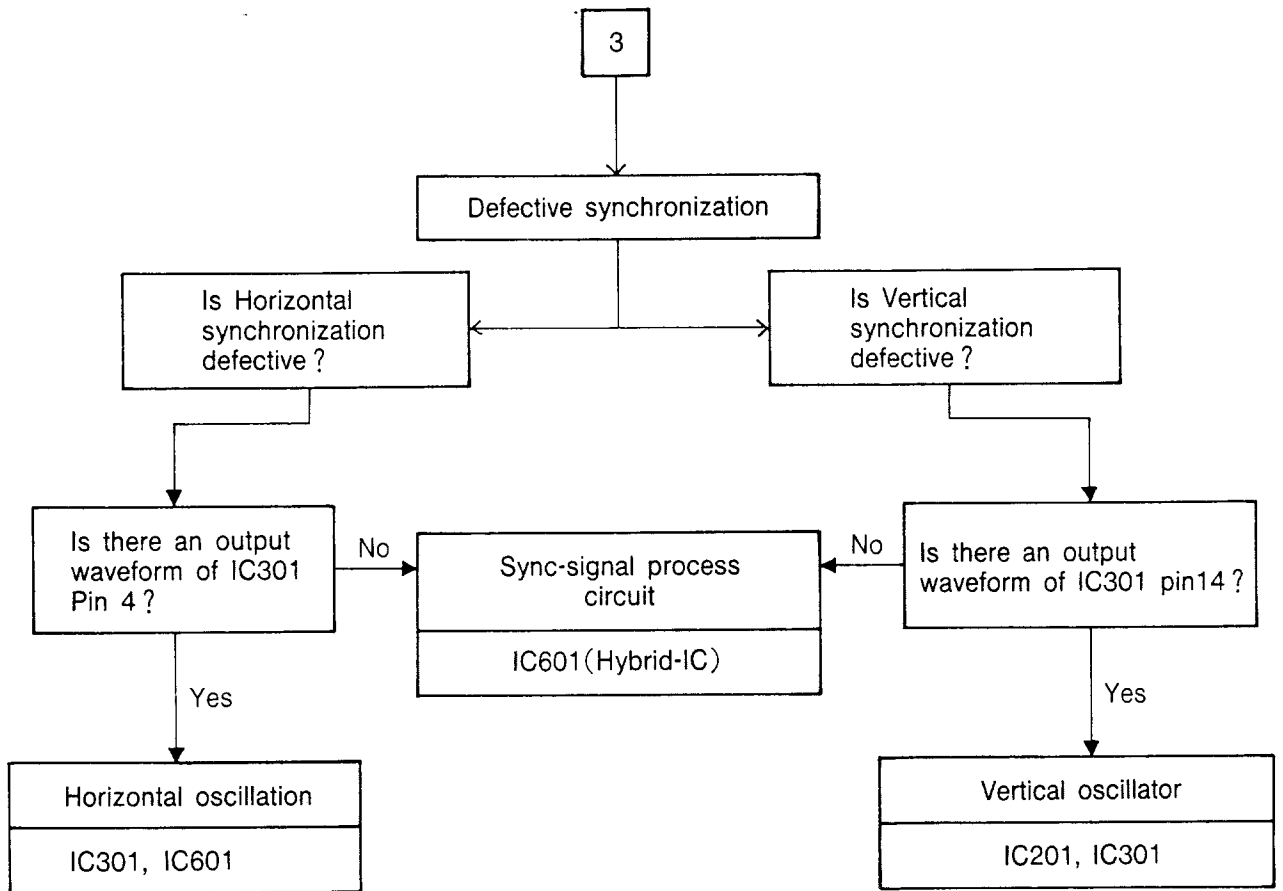 3
Defective synchronization
Is Horizontal
synchronization
defective?
Is Vertical
synchronization
defective?
Is there an output
waveform of IC301
Pin 4?
No
Sync-signal process
circuit
IC601(Hybrid-IC)
No
Is there an output
waveform of IC301 pin14?
Yes
Yes
Horizontal oscillation
IC301, IC601
Vertical oscillator
IC201, IC301